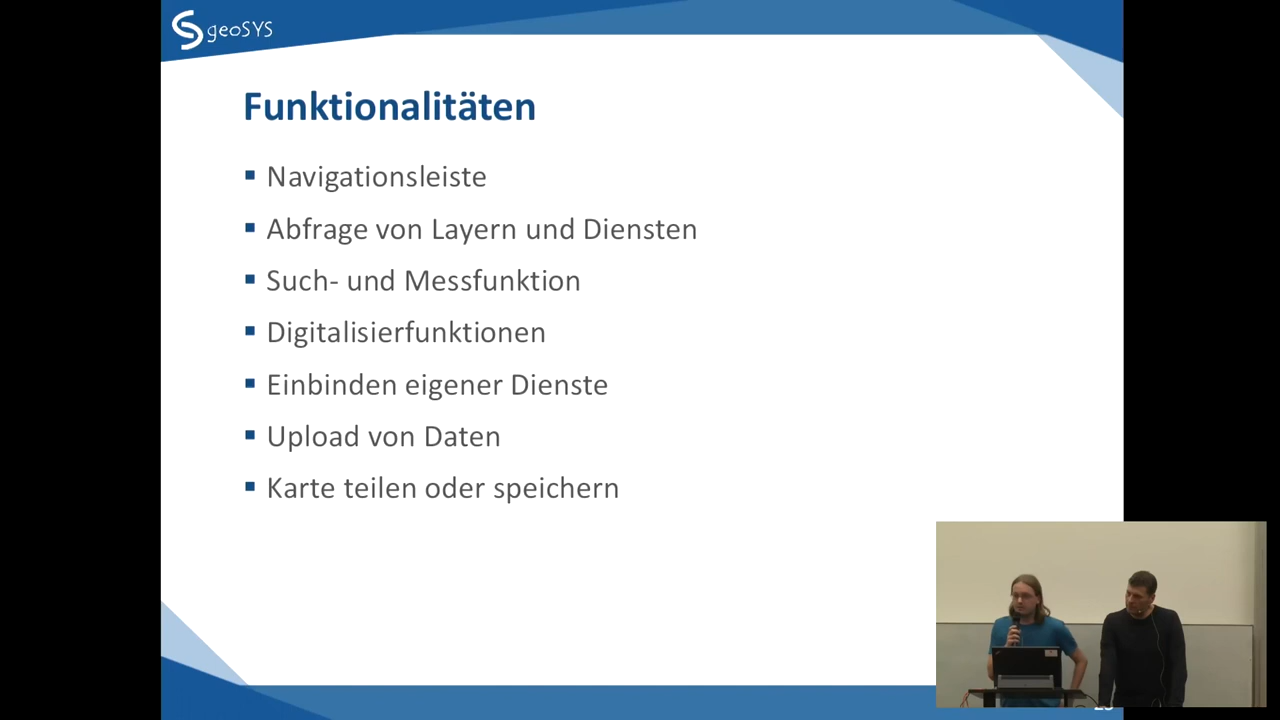 geoSYS
Funktionalitäten
Navigationsleiste
Abfrage von Layern und Diensten
Such- und Messfunktion
Digitalisierfunktionen
Einbinden eigener Dienste
Upload von Daten
Karte teilen oder speichern